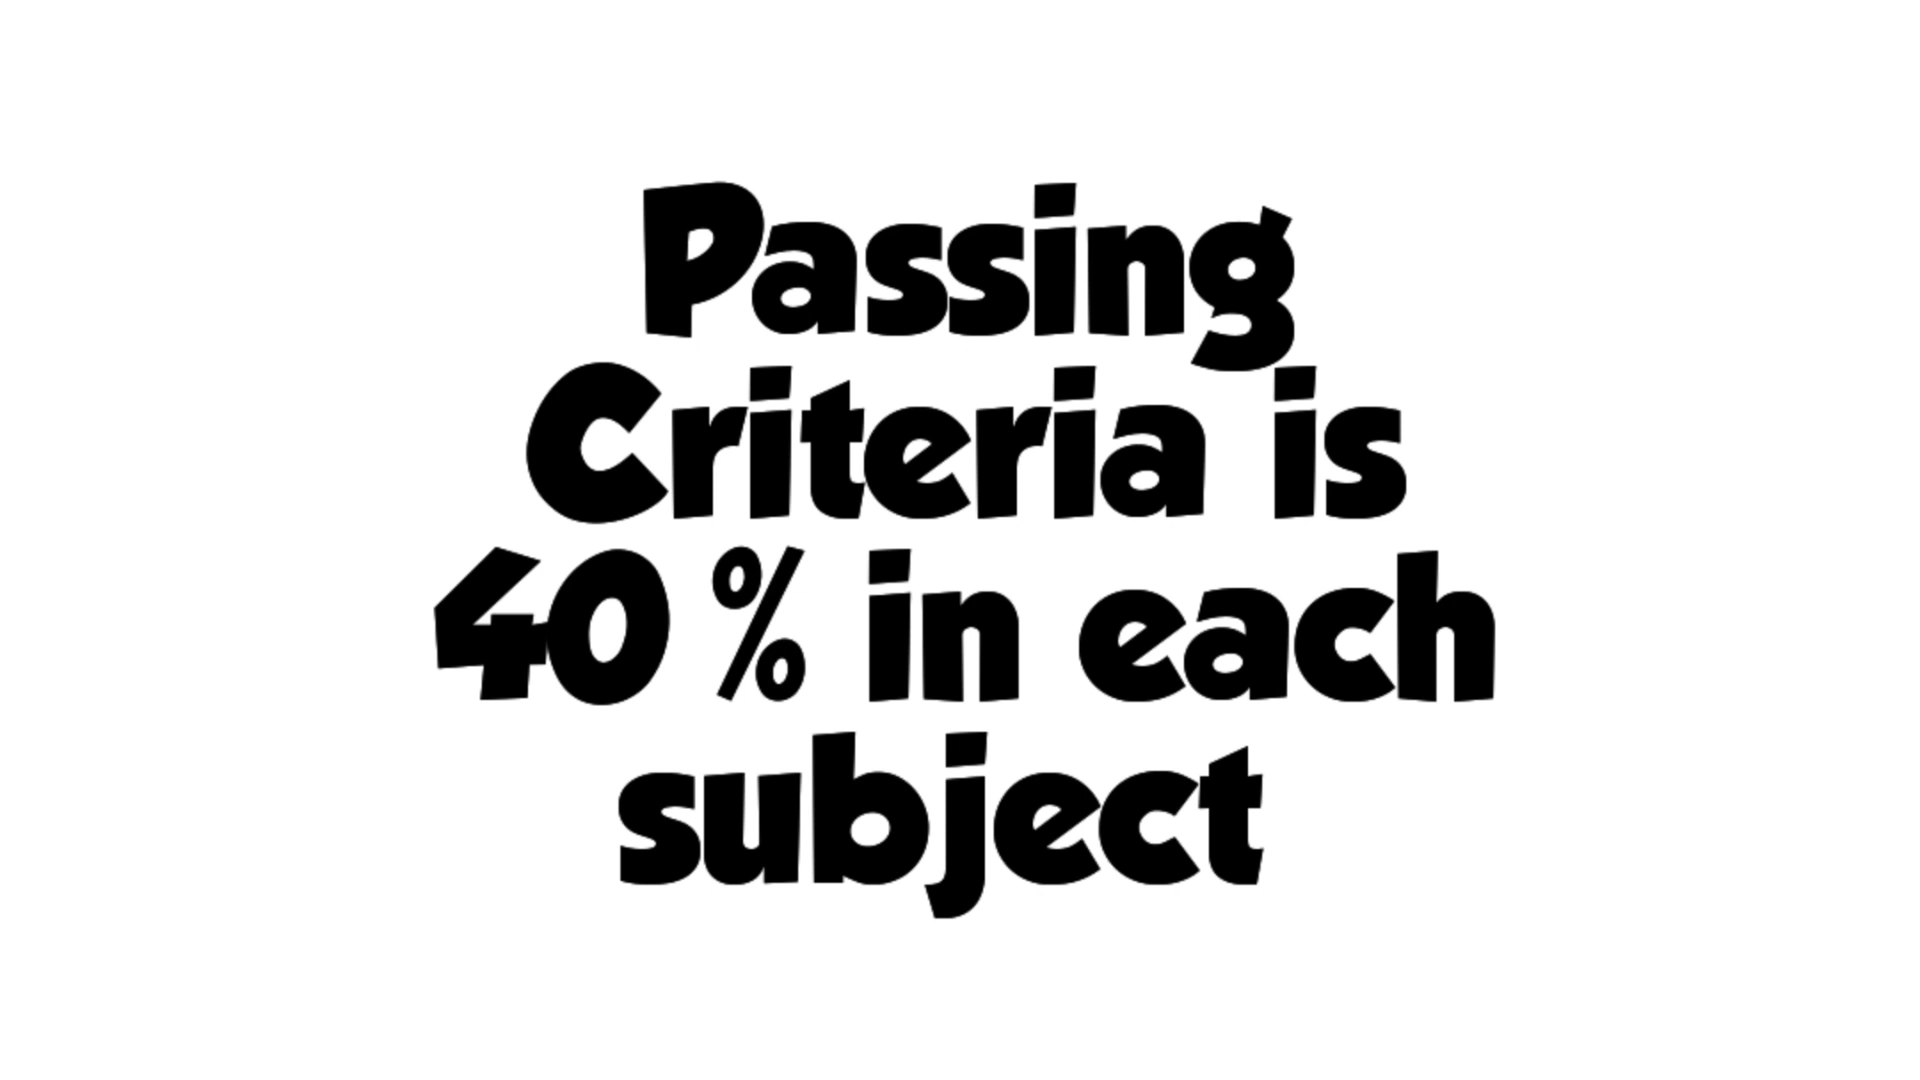 Passing
Criteria is
40 % in each
subject